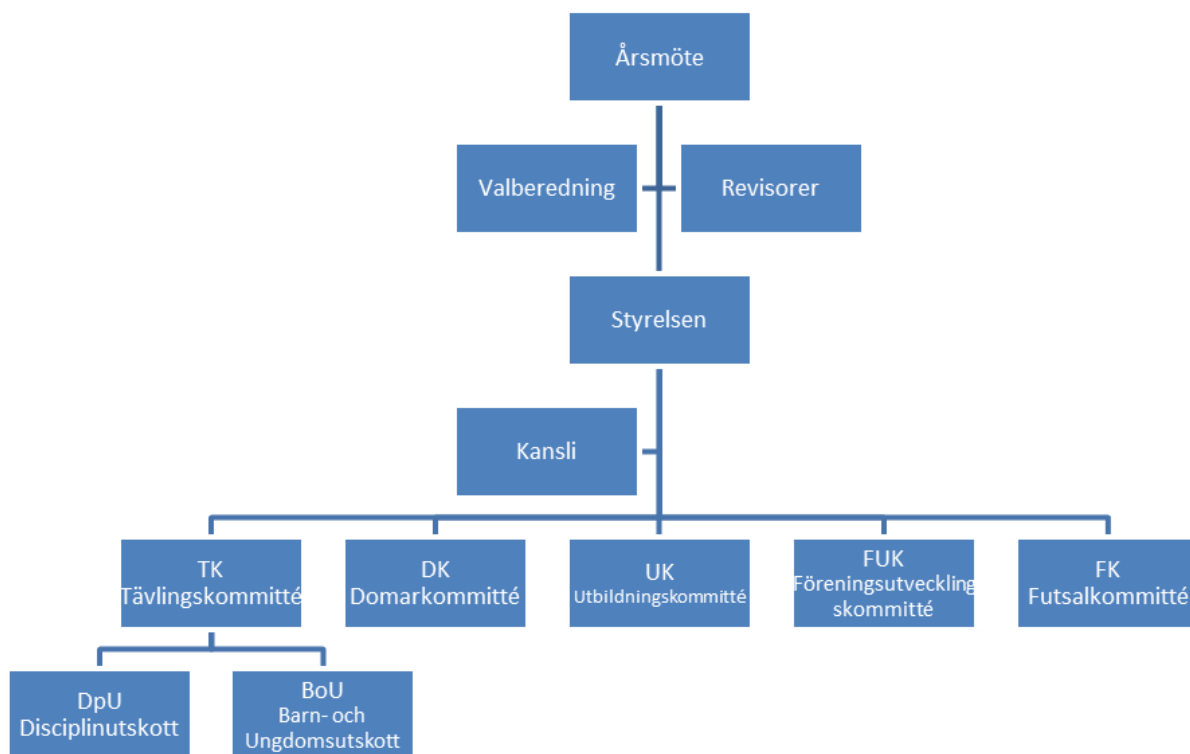 Årsmöte
Valberedning
Revisorer
Styrelsen
Kansli
TK
Tävlingskommitté
DK
Domarkommitté
UK
Utbildningskommitté
FUK
Föreningsutveckling
skommitté
FK
Futsalkommitté
DpU
Disciplinutskott
BoU
Barn- och
Ungdomsutskott